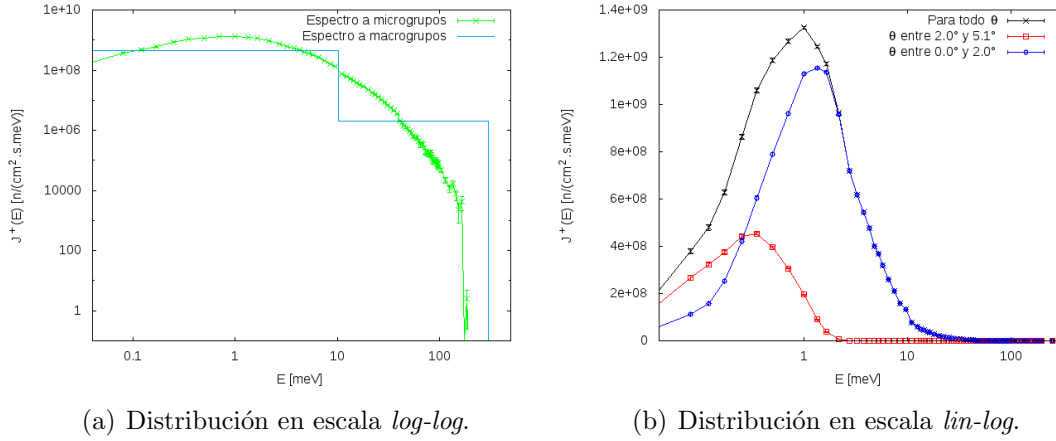 1e+10
1e+08
1e+06
10000
100
1
0.1
1
10
100
E [meV]
J⁺(E) [n/(cm².s.meV)]
Espectro a microgrupos
Espectro a macrogrupos
(a) Distribución en escala log-log.
1.4e+09
1.2e+09
1e+09
8e+08
6e+08
4e+08
2e+08
0
1
10
100
E [meV]
J⁺(E) [n/(cm².s.meV)]
Para todo θ
θ entre 2.0° y 5.1°
θ entre 0.0° y 2.0°
(b) Distribución en escala lin-log.